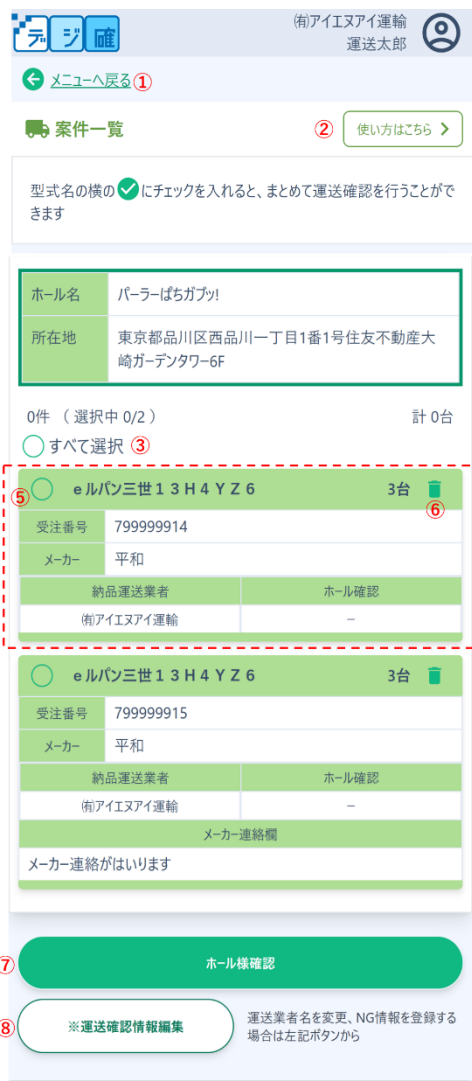 デジ確
㈲アイエヌアイ運輸
運送太郎
メニューへ戻る①
案件一覧
② 使い方はこちら
型式名の横の にチェックを入れると、まとめて運送確認を行うことがで
きます
ホール名 パーラーぱちガブッ!
所在地 東京都品川区西品川一丁目1番1号住友不動産大
崎ガーデンタワー6F
0件 （ 選択中 0/2 ） 計 0台
すべて選択 ③
⑤ eルパン三世１３Ｈ４ＹＺ６ 3台 ⑥
受注番号 799999914
メーカー 平和
納品運送業者 ホール確認
㈲アイエヌアイ運輸 −
eルパン三世１３Ｈ４ＹＺ６ 3台
受注番号 799999915
メーカー 平和
納品運送業者 ホール確認
㈲アイエヌアイ運輸 −
メーカー連絡欄
メーカー連絡がはいります
⑦ ホール様確認
⑧ ※運送確認情報編集
運送業者名を変更、NG情報を登録する
場合は左記ボタンから